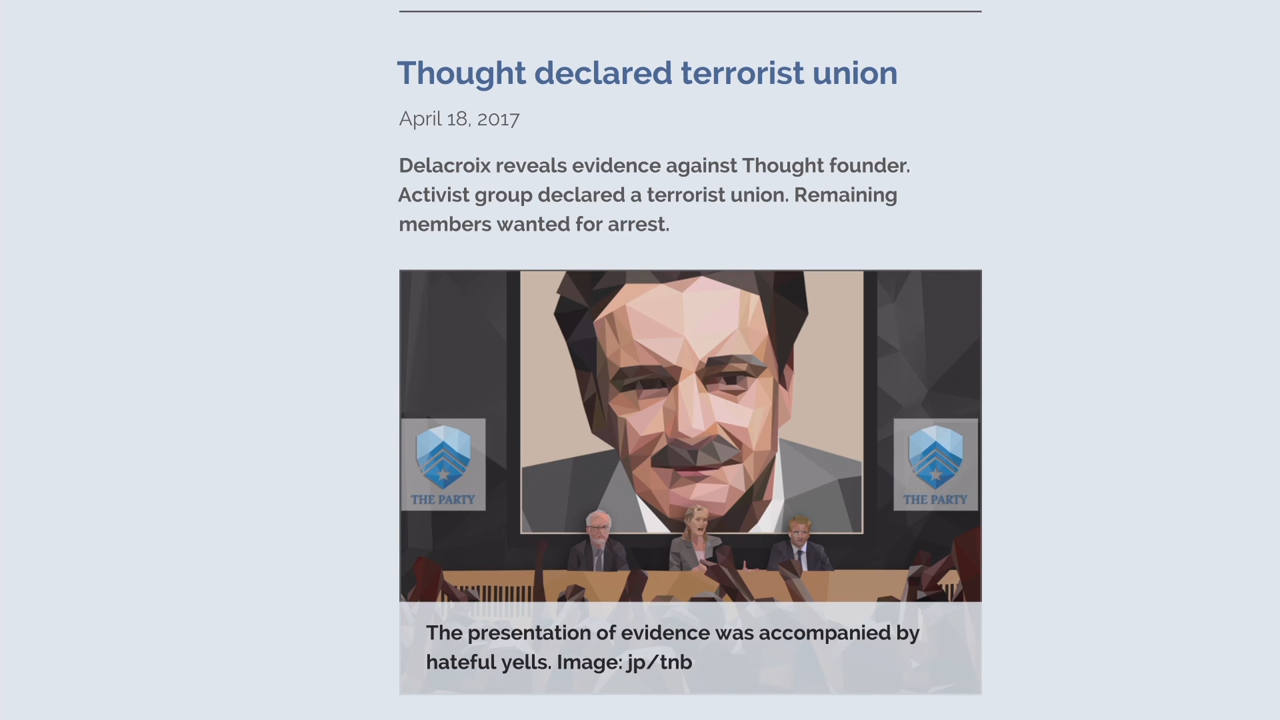 Thought declared terrorist union
April 18, 2017
Delacroix reveals evidence against Thought founder.
Activist group declared a terrorist union. Remaining
members wanted for arrest.
THE PARTY
THE PARTY
The presentation of evidence was accompanied by
hateful yells. Image: jp/tnb